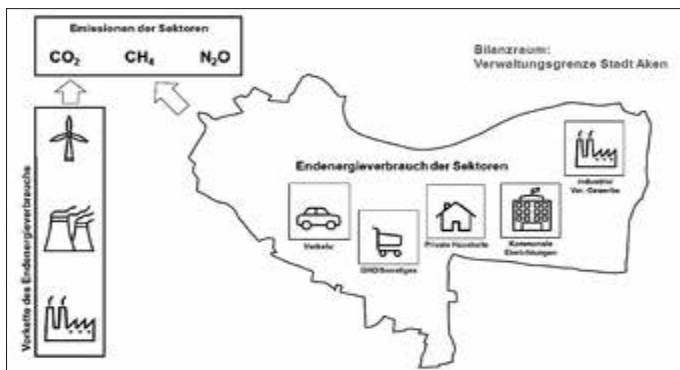 Emissionen der Sektoren
CO₂ CH₄ N₂O
Bilanzraum:
Verwaltungsgrenze Stadt Aken
Vorkette des Endenergieverbrauchs
Endenergieverbrauch der Sektoren
Verkehr
GHD/Sonstiges
Private Haushalte
Kommunale
Einrichtungen
Industrie/
Ver. Gewerbe